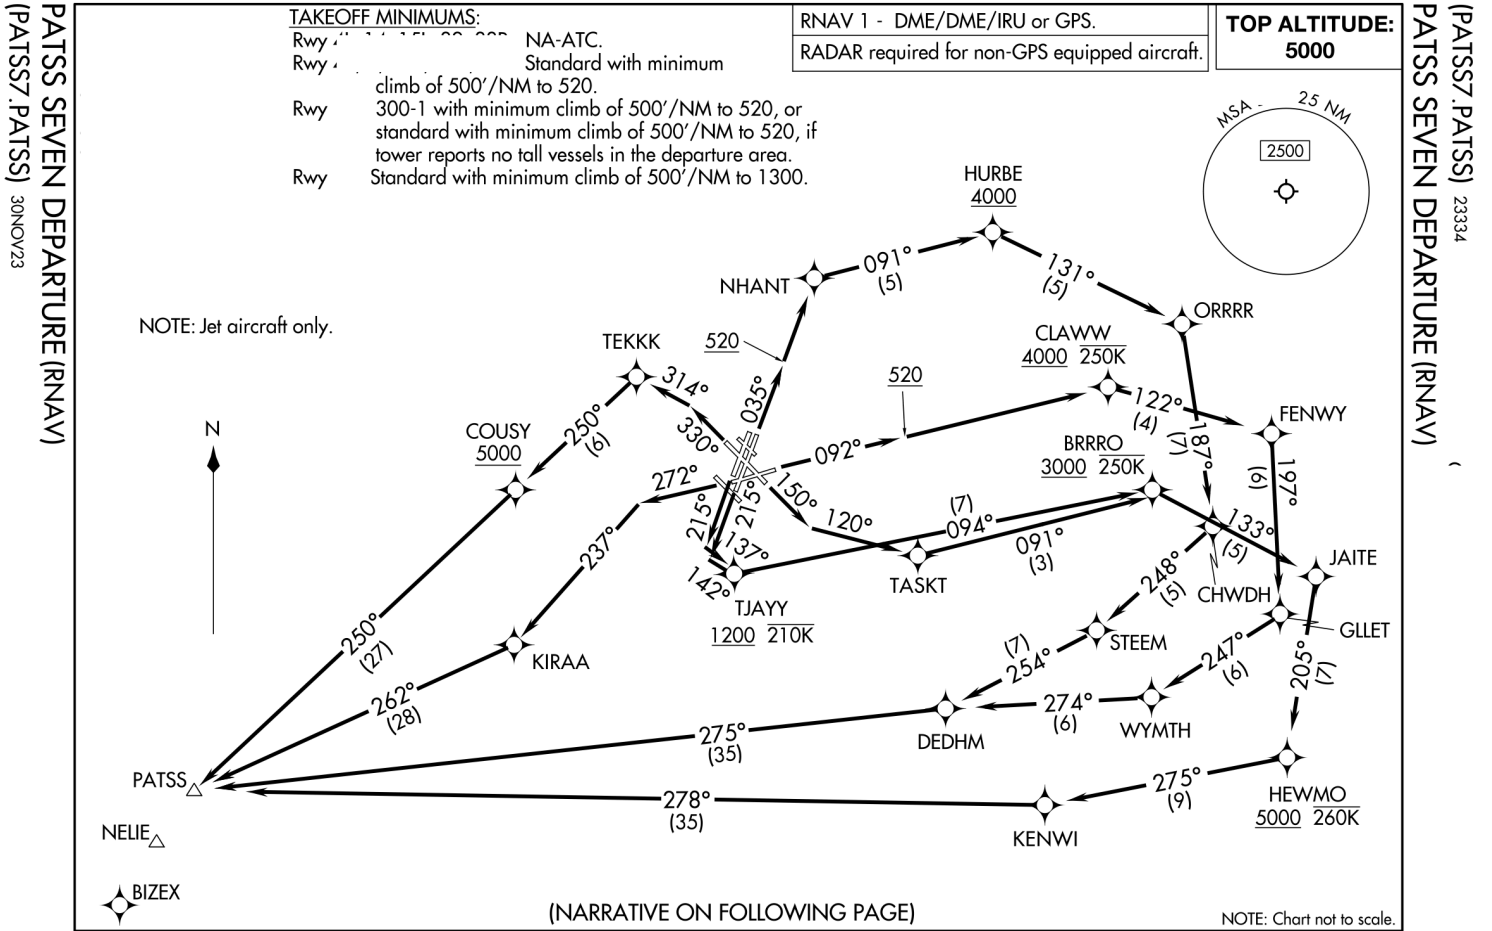 TAKEOFF MINIMUMS:
Rwy NA-ATC.
Rwy Standard with minimum
climb of 500'/NM to 520.
Rwy 300-1 with minimum climb of 500'/NM to 520, or
standard with minimum climb of 500'/NM to 520, if
tower reports no tall vessels in the departure area.
Rwy Standard with minimum climb of 500'/NM to 1300.
RNAV 1 - DME/DME/IRU or GPS.
RADAR required for non-GPS equipped aircraft.
TOP ALTITUDE:
5000
(PATSS7.PATSS) 30NOV23
PATSS SEVEN DEPARTURE (RNAV)
PATSS SEVEN DEPARTURE (RNAV)
(PATSS7.PATSS) 23334
MSA
25 NM
2500
HURBE
4000
091°
(5)
131°
(5)
NHANT
ORRRR
NOTE: Jet aircraft only.
TEKKK
520
CLAWW
4000 250K
314°
035°
520
122°
(4)
FENWY
N
COUSY
5000
250°
(6)
330°
092°
BRRRO
3000 250K
187°
(7)
197°
(6)
272°
215°
215°
150°
120°
(7)
094°
091°
(3)
133°
(5)
237°
137°
142°
TJAYY
1200 210K
TASKT
248°
(5)
CHWDH
JAITE
GLLET
250°
(27)
KIRAA
(7)
254°
STEEM
247°
(6)
205°
(7)
262°
(28)
274°
(6)
WYMTH
275°
(35)
DEDHM
PATSS
278°
(35)
275°
(9)
HEWMO
5000 260K
KENWI
NELIE
BIZEX
(NARRATIVE ON FOLLOWING PAGE)
NOTE: Chart not to scale.